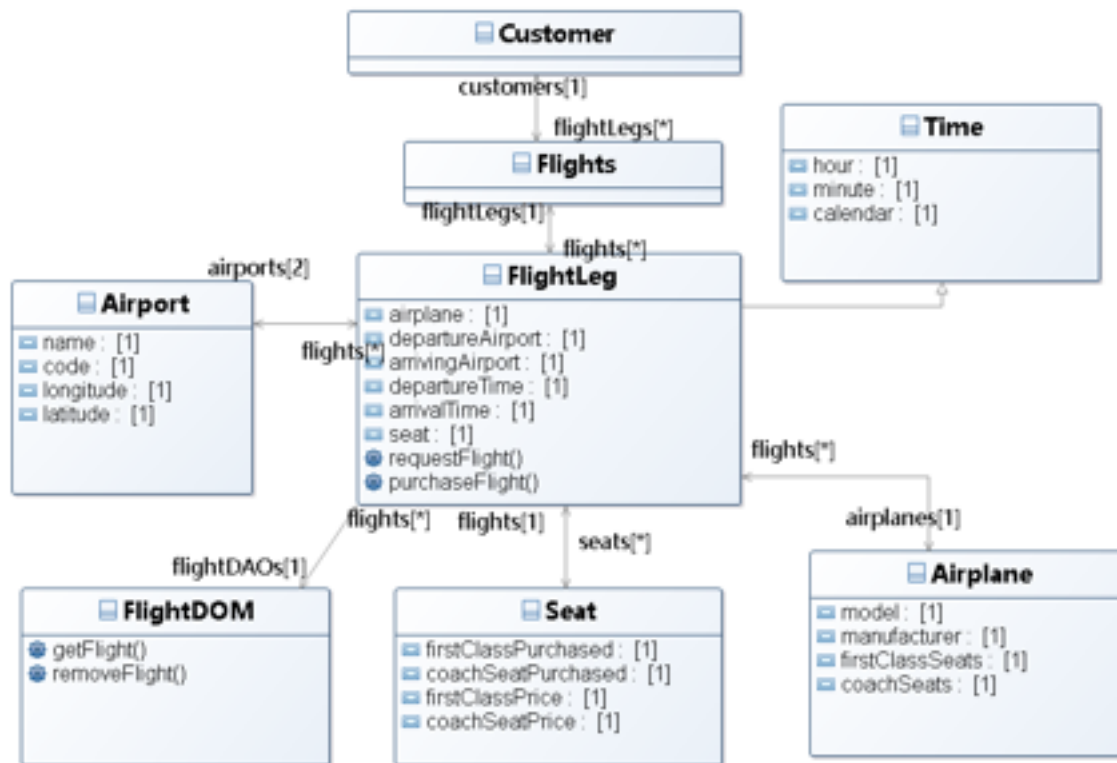 Customer
customers[1]
flightLegs[*]
Flights
flightLegs[1]
flights[*]
Time
hour : [1]
minute : [1]
calendar : [1]
airports[2]
Airport
name : [1]
code : [1]
longitude : [1]
latitude : [1]
flights[*]
FlightLeg
airplane : [1]
departureAirport : [1]
arrivingAirport : [1]
departureTime : [1]
arrivalTime : [1]
seat : [1]
requestFlight()
purchaseFlight()
flights[*]
airplanes[1]
flights[*]
flights[1]
seats[*]
flightDAOs[1]
FlightDOM
getFlight()
removeFlight()
Seat
firstClassPurchased : [1]
coachSeatPurchased : [1]
firstClassPrice : [1]
coachSeatPrice : [1]
Airplane
model : [1]
manufacturer : [1]
firstClassSeats : [1]
coachSeats : [1]